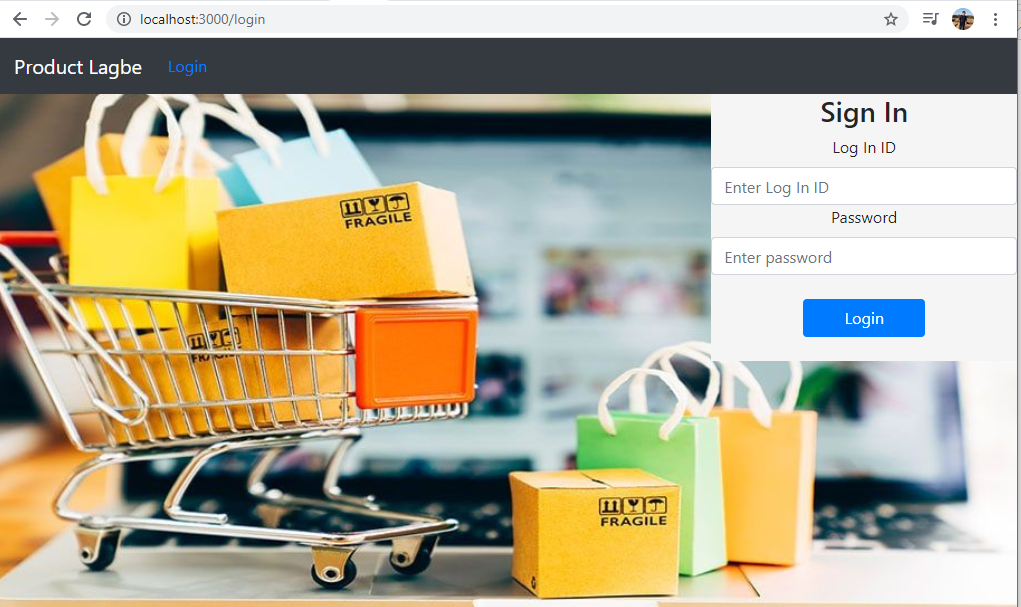 localhost:3000/login
Product Lagbe Login
Sign In
Log In ID
Enter Log In ID
Password
Enter password
Login
FRAGILE
FRAGILE
FRAGILE